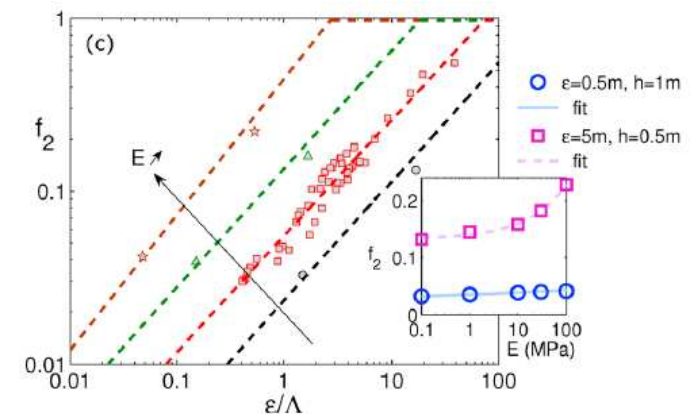 (c)
1
0.1
0.01
f2
E
0.01
0.1
1
10
100
ε/Λ
ε=0.5m, h=1m
fit
ε=5m, h=0.5m
fit
0.2
0.1
0
f2
0.1
1
10
100
E (MPa)